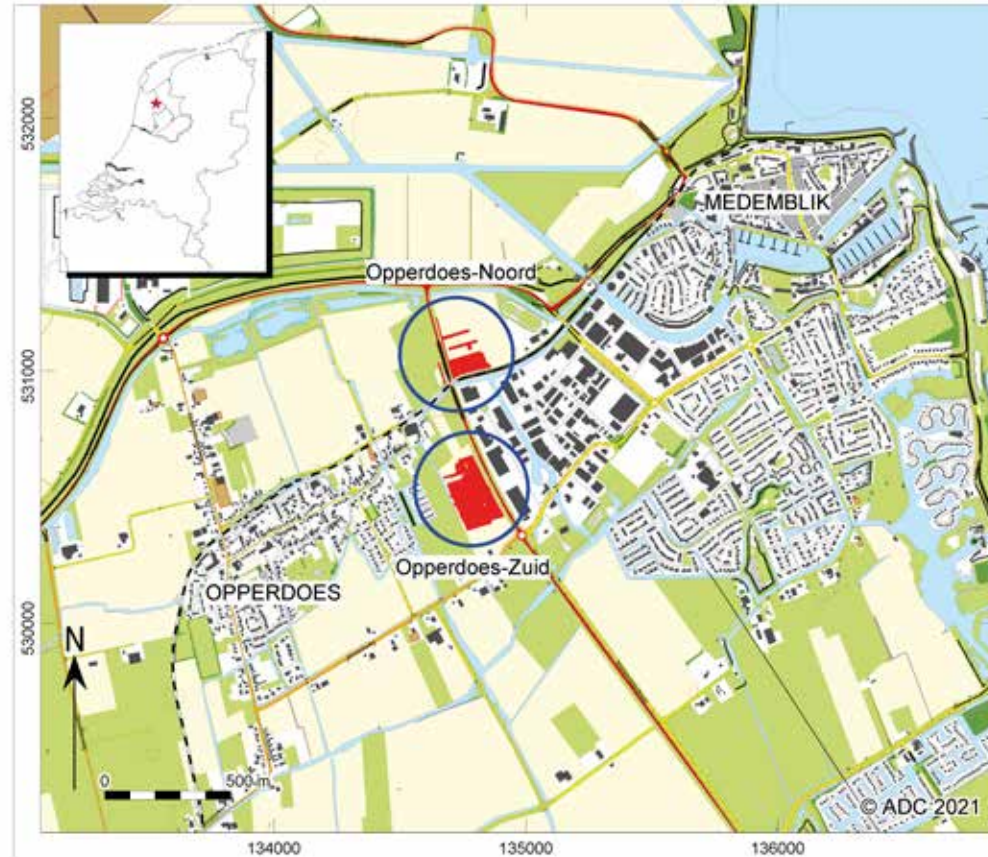 532000
MEDEMBLIK
Opperdoes-Noord
531000
Opperdoes-Zuid
OPPERDOES
530000
N
0 500 m
© ADC 2021
134000 135000 136000